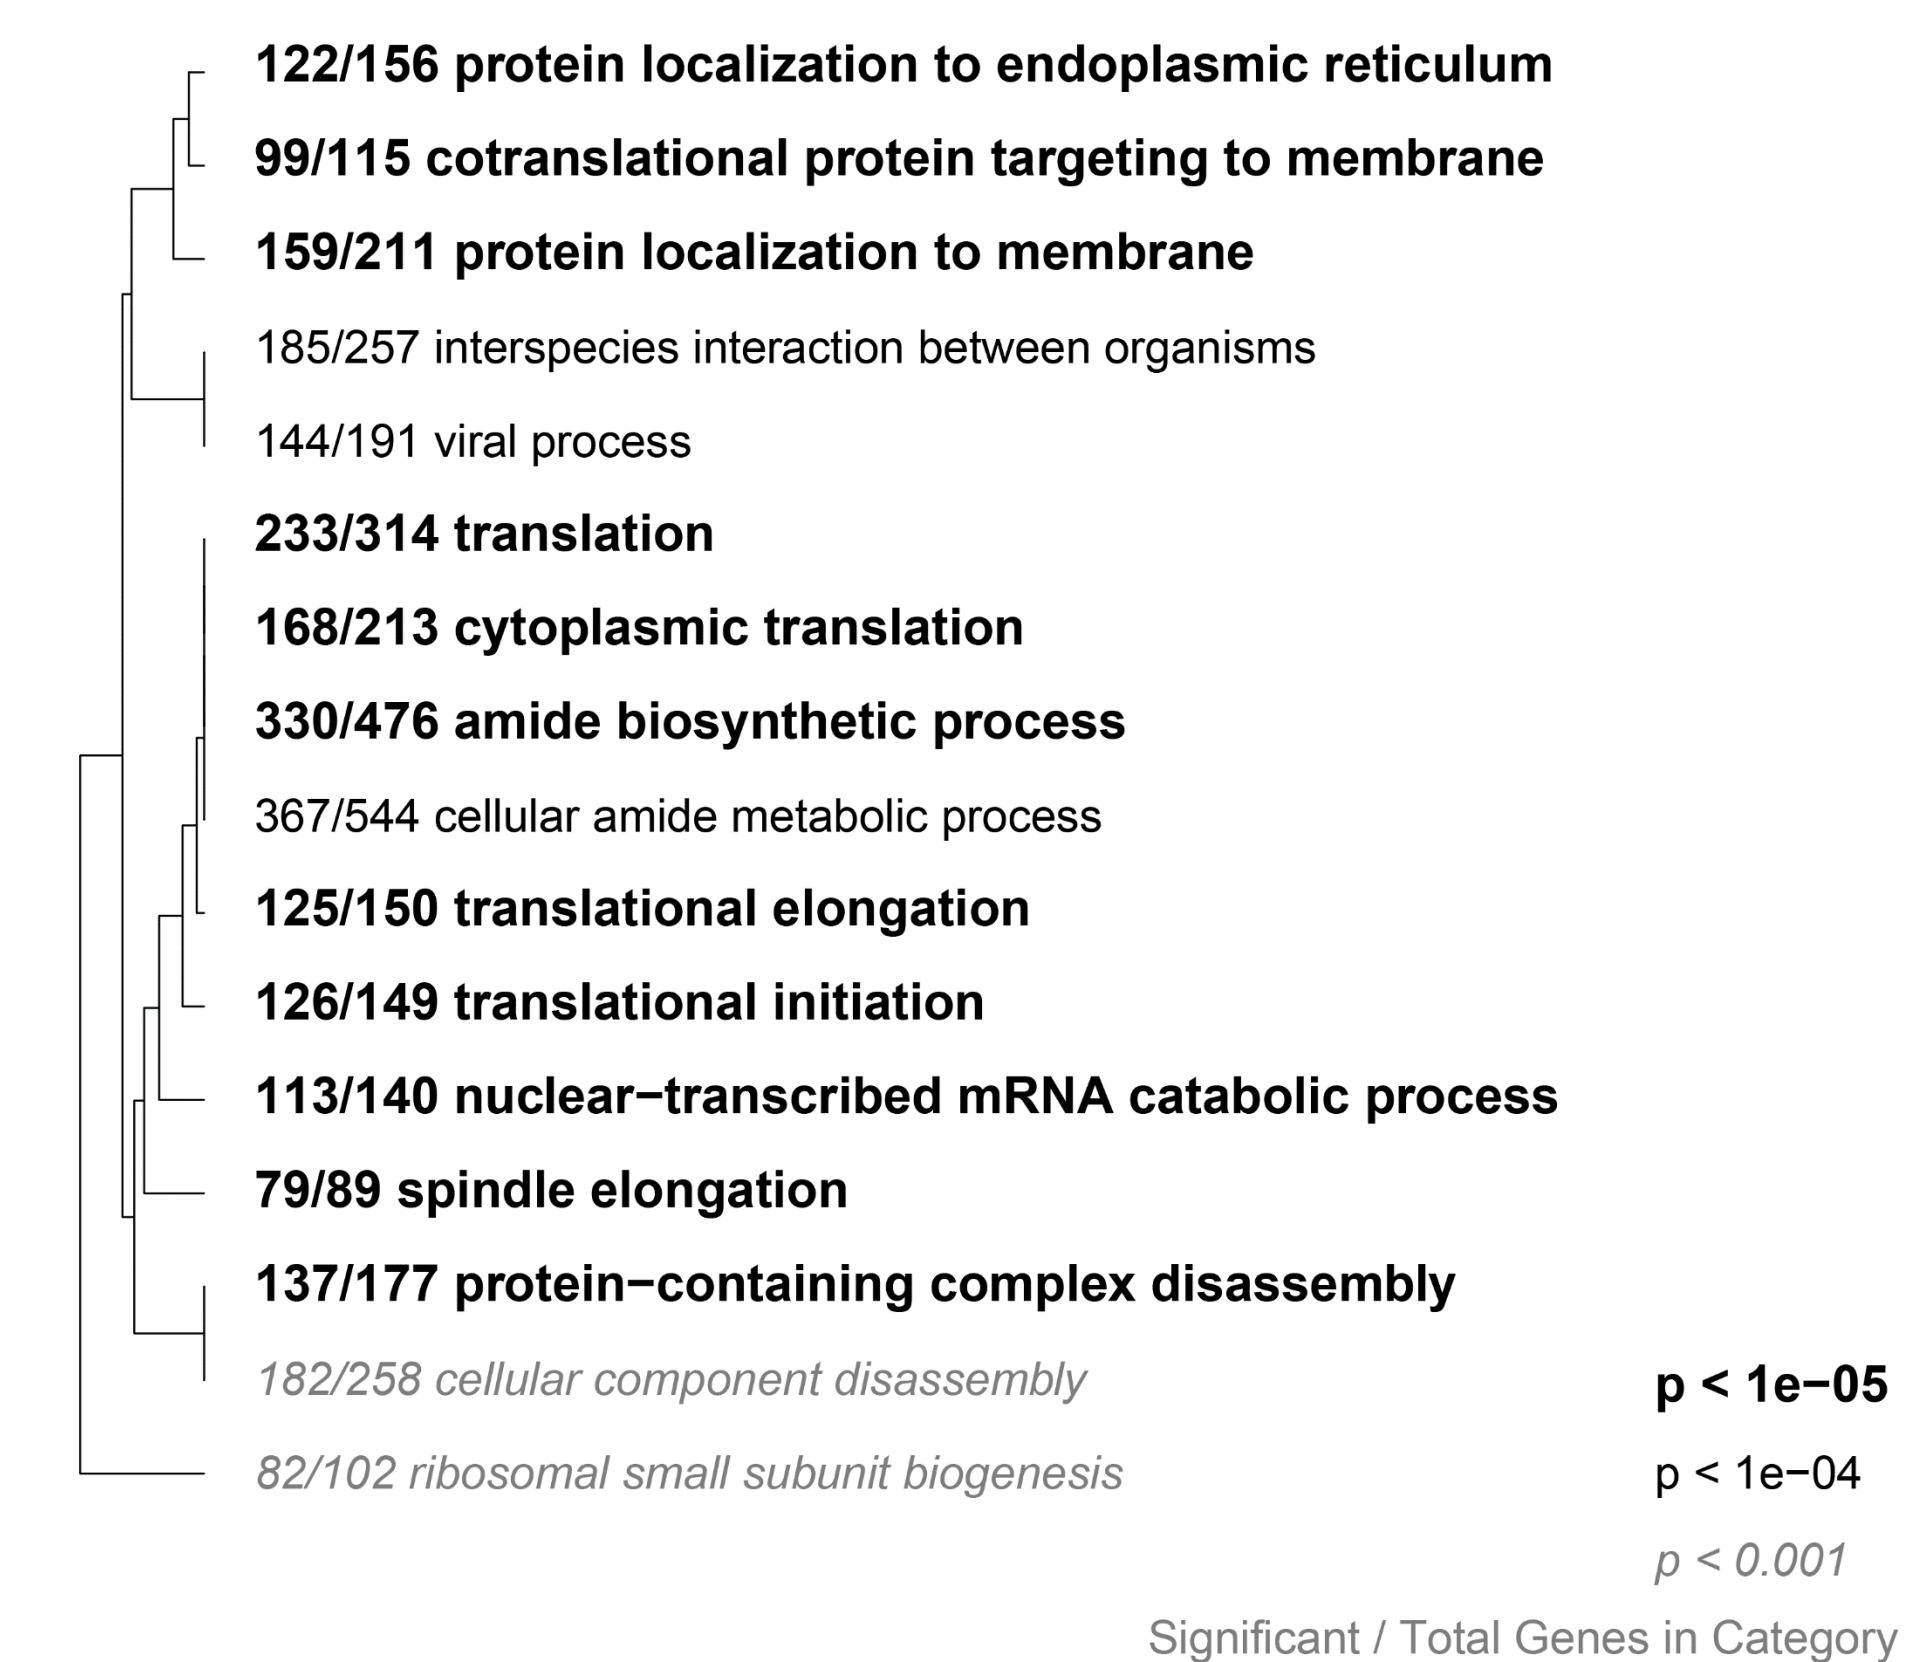 122/156 protein localization to endoplasmic reticulum
99/115 cotranslational protein targeting to membrane
159/211 protein localization to membrane
185/257 interspecies interaction between organisms
144/191 viral process
233/314 translation
168/213 cytoplasmic translation
330/476 amide biosynthetic process
367/544 cellular amide metabolic process
125/150 translational elongation
126/149 translational initiation
113/140 nuclear−transcribed mRNA catabolic process
79/89 spindle elongation
137/177 protein−containing complex disassembly
182/258 cellular component disassembly
82/102 ribosomal small subunit biogenesis
p < 1e−05
p < 1e−04
p < 0.001
Significant / Total Genes in Category